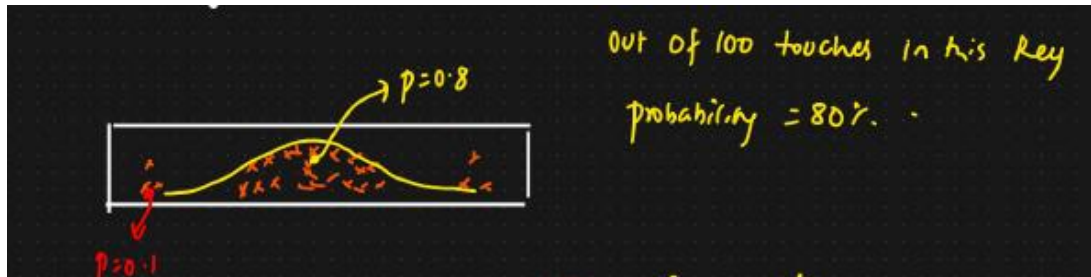 out of 100 touches in this key
p=0.8
probability = 80%.
p=0.1